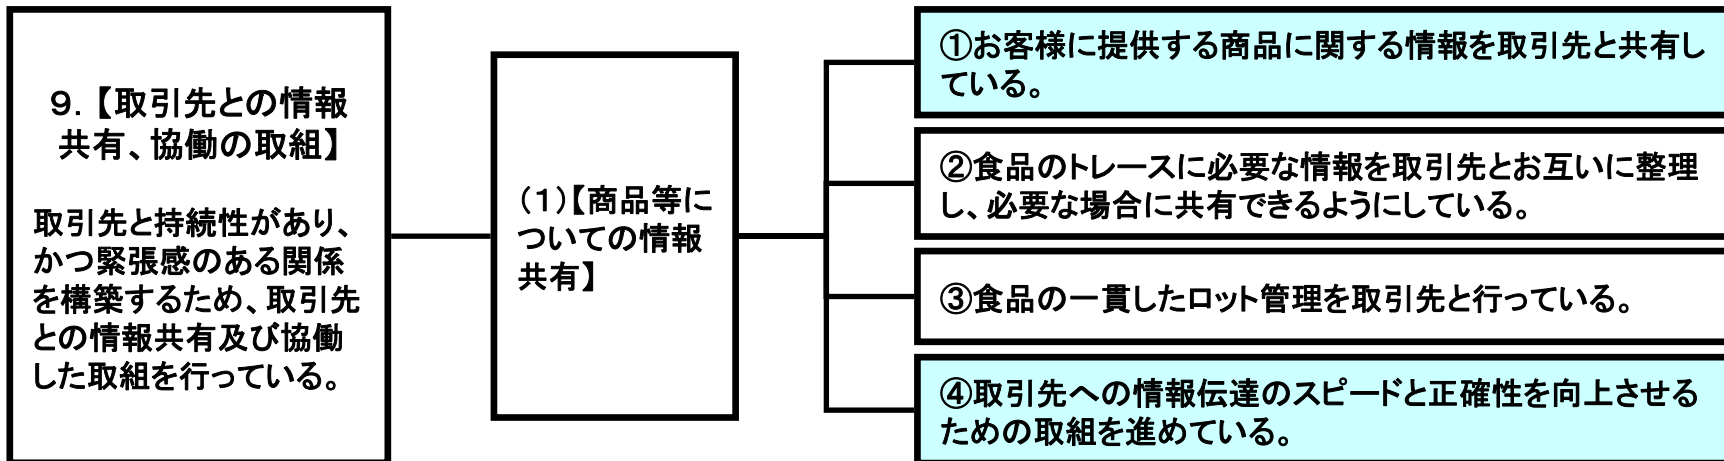 ９．【取引先との情報
共有、協働の取組】
取引先と持続性があり、
かつ緊張感のある関係
を構築するため、取引先
との情報共有及び協働
した取組を行っている。
（１）【商品等に
ついての情報
共有】
①お客様に提供する商品に関する情報を取引先と共有し
ている。
②食品のトレースに必要な情報を取引先とお互いに整理
し、必要な場合に共有できるようにしている。
③食品の一貫したロット管理を取引先と行っている。
④取引先への情報伝達のスピードと正確性を向上させる
ための取組を進めている。